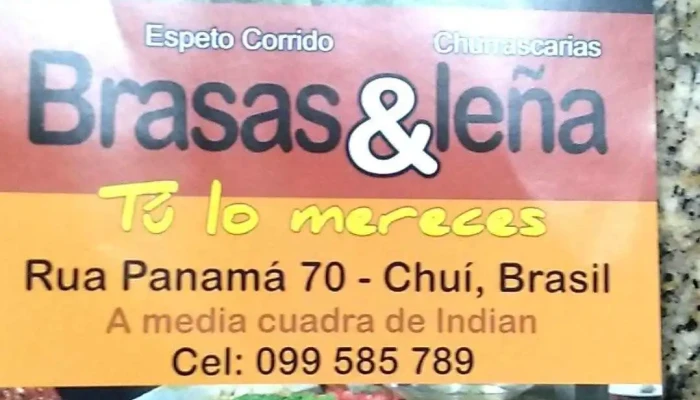 Espeto Corrido Churrascarias
Brasas & leña
Tú lo mereces
Rua Panamá 70 - Chuí, Brasil
A media cuadra de Indian
Cel: 099 585 789